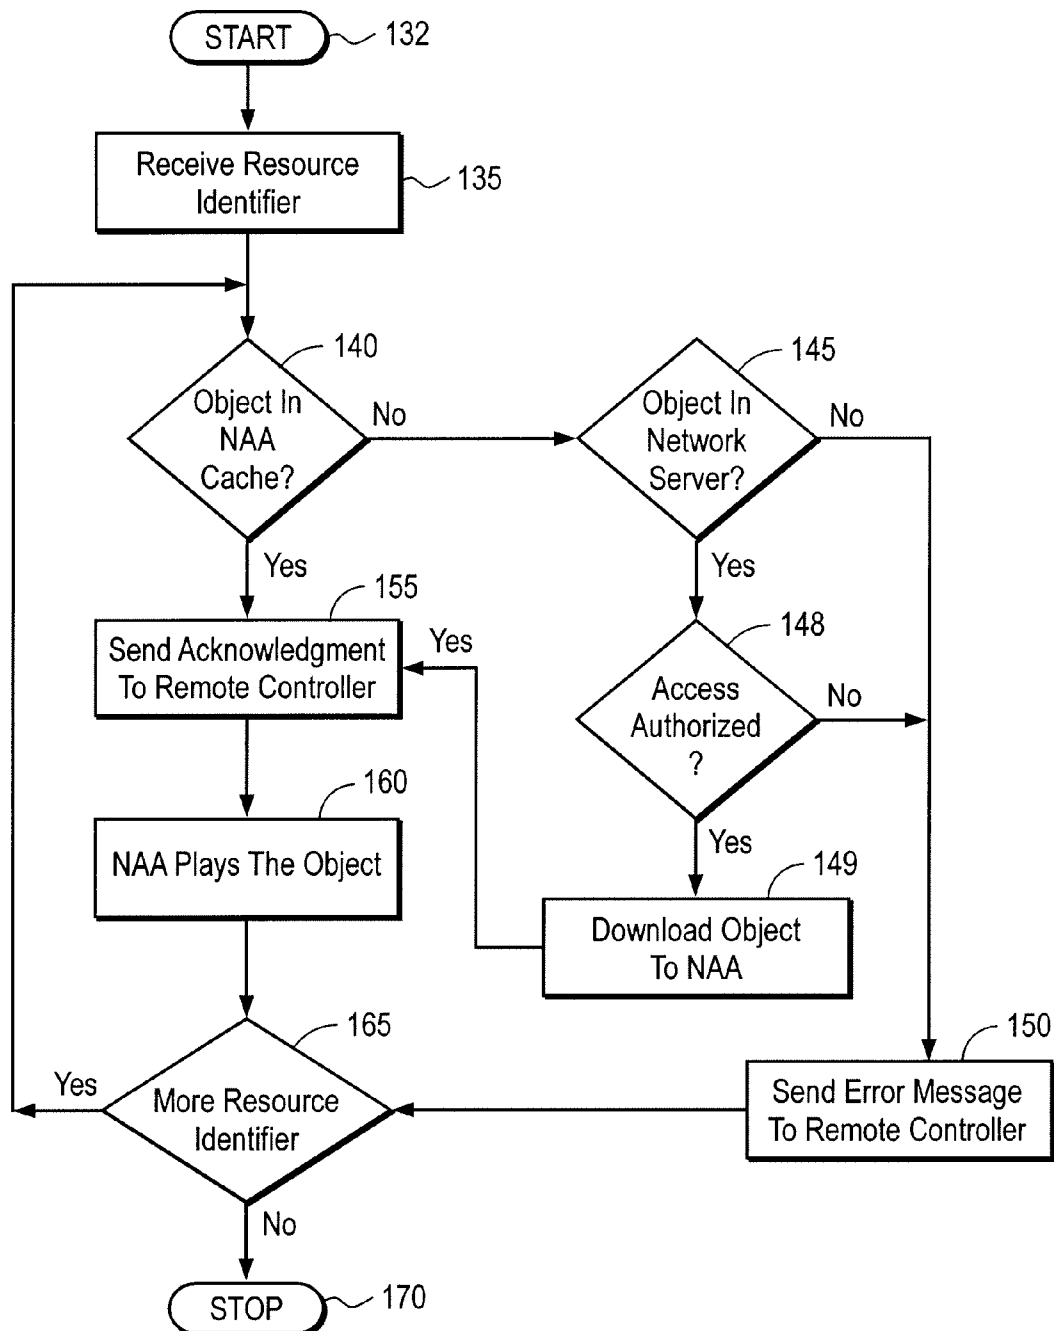 START
132
Receive Resource
Identifier
135
140
Object In
NAA
Cache?
No
145
Object In
Network
Server?
No
Yes
Yes
155
Send Acknowledgment
To Remote Controller
Yes
148
Access
Authorized
?
No
160
NAA Plays The Object
Yes
149
Download Object
To NAA
165
More Resource
Identifier
Yes
150
Send Error Message
To Remote Controller
No
STOP
170